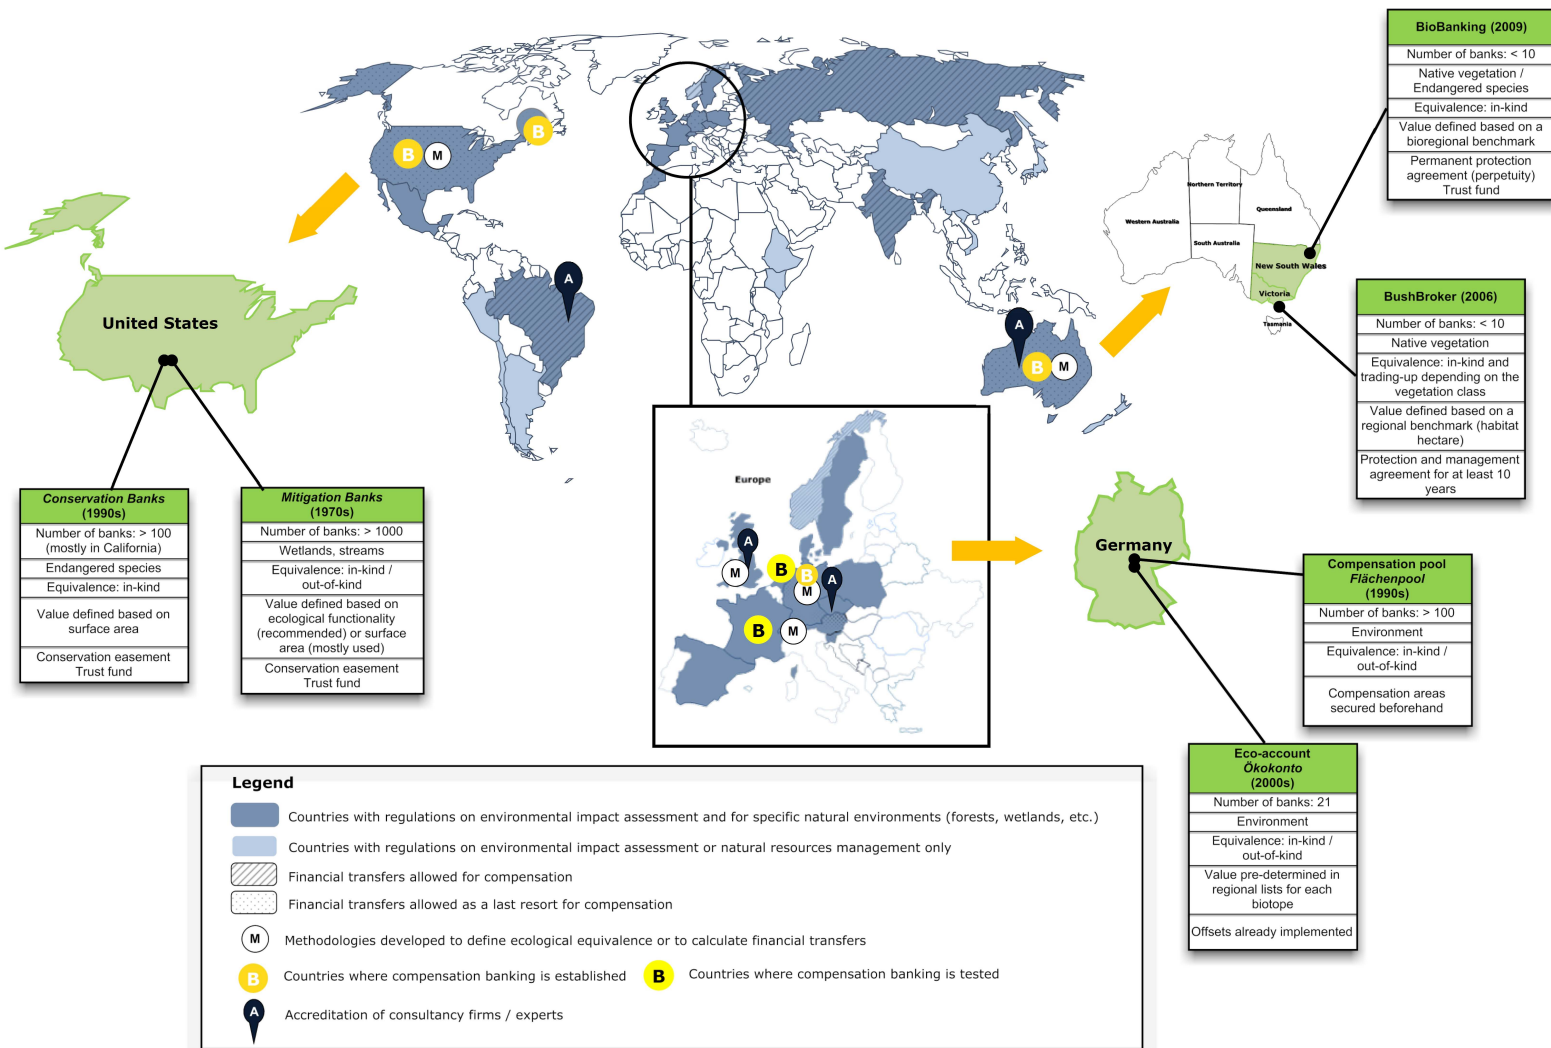 BioBanking (2009)
Number of banks: < 10
Native vegetation /
Endangered species
Equivalence: in-kind
Value defined based on a
bioregional benchmark
Permanent protection
agreement (perpetuity)
Trust fund
B
B
M
A
A
B
M
Northern Territory
Queensland
Western Australia
South Australia
New South Wales
Victoria
Tasmania
BushBroker (2006)
Number of banks: < 10
Native vegetation
Equivalence: in-kind and
trading-up depending on the
vegetation class
Value defined based on a
regional benchmark (habitat
hectare)
Protection and management
agreement for at least 10
years
United States
Conservation Banks
(1990s)
Number of banks: > 100
(mostly in California)
Endangered species
Equivalence: in-kind
Value defined based on
surface area
Conservation easement
Trust fund
Mitigation Banks
(1970s)
Number of banks: > 1000
Wetlands, streams
Equivalence: in-kind /
out-of-kind
Value defined based on
ecological functionality
(recommended) or surface
area (mostly used)
Conservation easement
Trust fund
Europe
A
M
B
B
M
A
B
M
Germany
Compensation pool
Flächenpool
(1990s)
Number of banks: > 100
Environment
Equivalence: in-kind /
out-of-kind
Compensation areas
secured beforehand
Eco-account
Ökokonto
(2000s)
Number of banks: 21
Environment
Equivalence: in-kind /
out-of-kind
Value pre-determined in
regional lists for each
biotope
Offsets already implemented
Legend
Countries with regulations on environmental impact assessment and for specific natural environments (forests, wetlands, etc.)
Countries with regulations on environmental impact assessment or natural resources management only
Financial transfers allowed for compensation
Financial transfers allowed as a last resort for compensation
M Methodologies developed to define ecological equivalence or to calculate financial transfers
B Countries where compensation banking is established B Countries where compensation banking is tested
A Accreditation of consultancy firms / experts